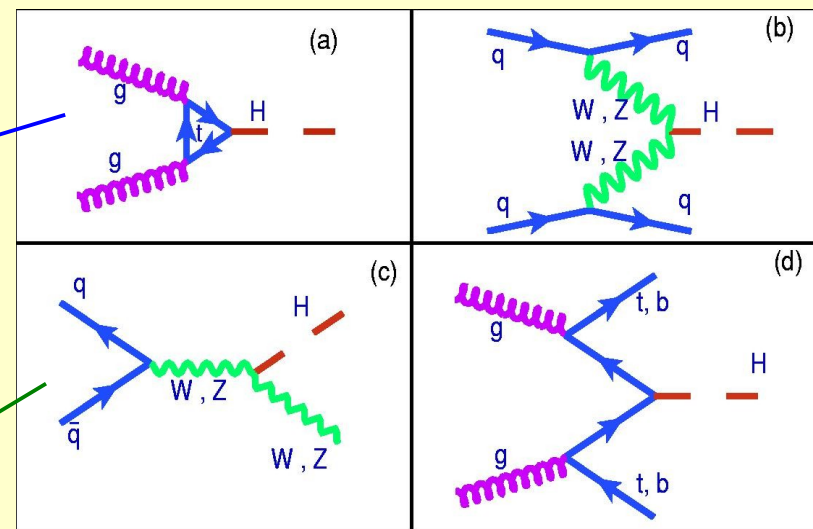 (a)
g
t
H
g
(b)
q
q
W , Z
H
W , Z
q
q
(c)
q
H
W , Z
q̄
W , Z
(d)
t, b
g
H
g
t, b